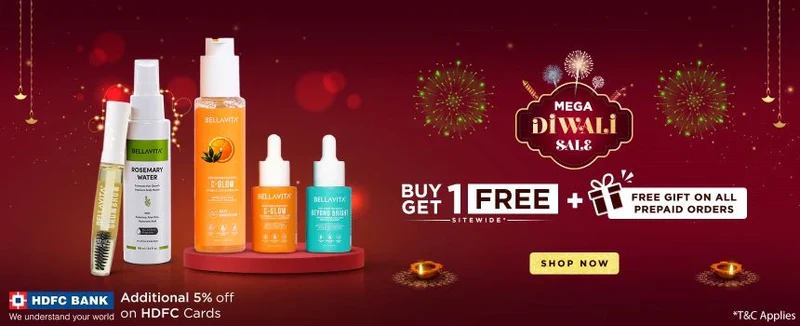 MEGA
DIWALI
SALE
BUY 1 FREE
GET
SITEWIDE*
+
FREE GIFT ON ALL
PREPAID ORDERS
SHOP NOW
*T&C Applies
BELLAVITA
BELLAVITA
ROSEMARY
WATER
BELLAVITA
C-GLOW
BELLAVITA
C-GLOW
BELLAVITA
BEYOND BRIGHT
HDFC BANK
We understand your world
Additional 5% off
on HDFC Cards